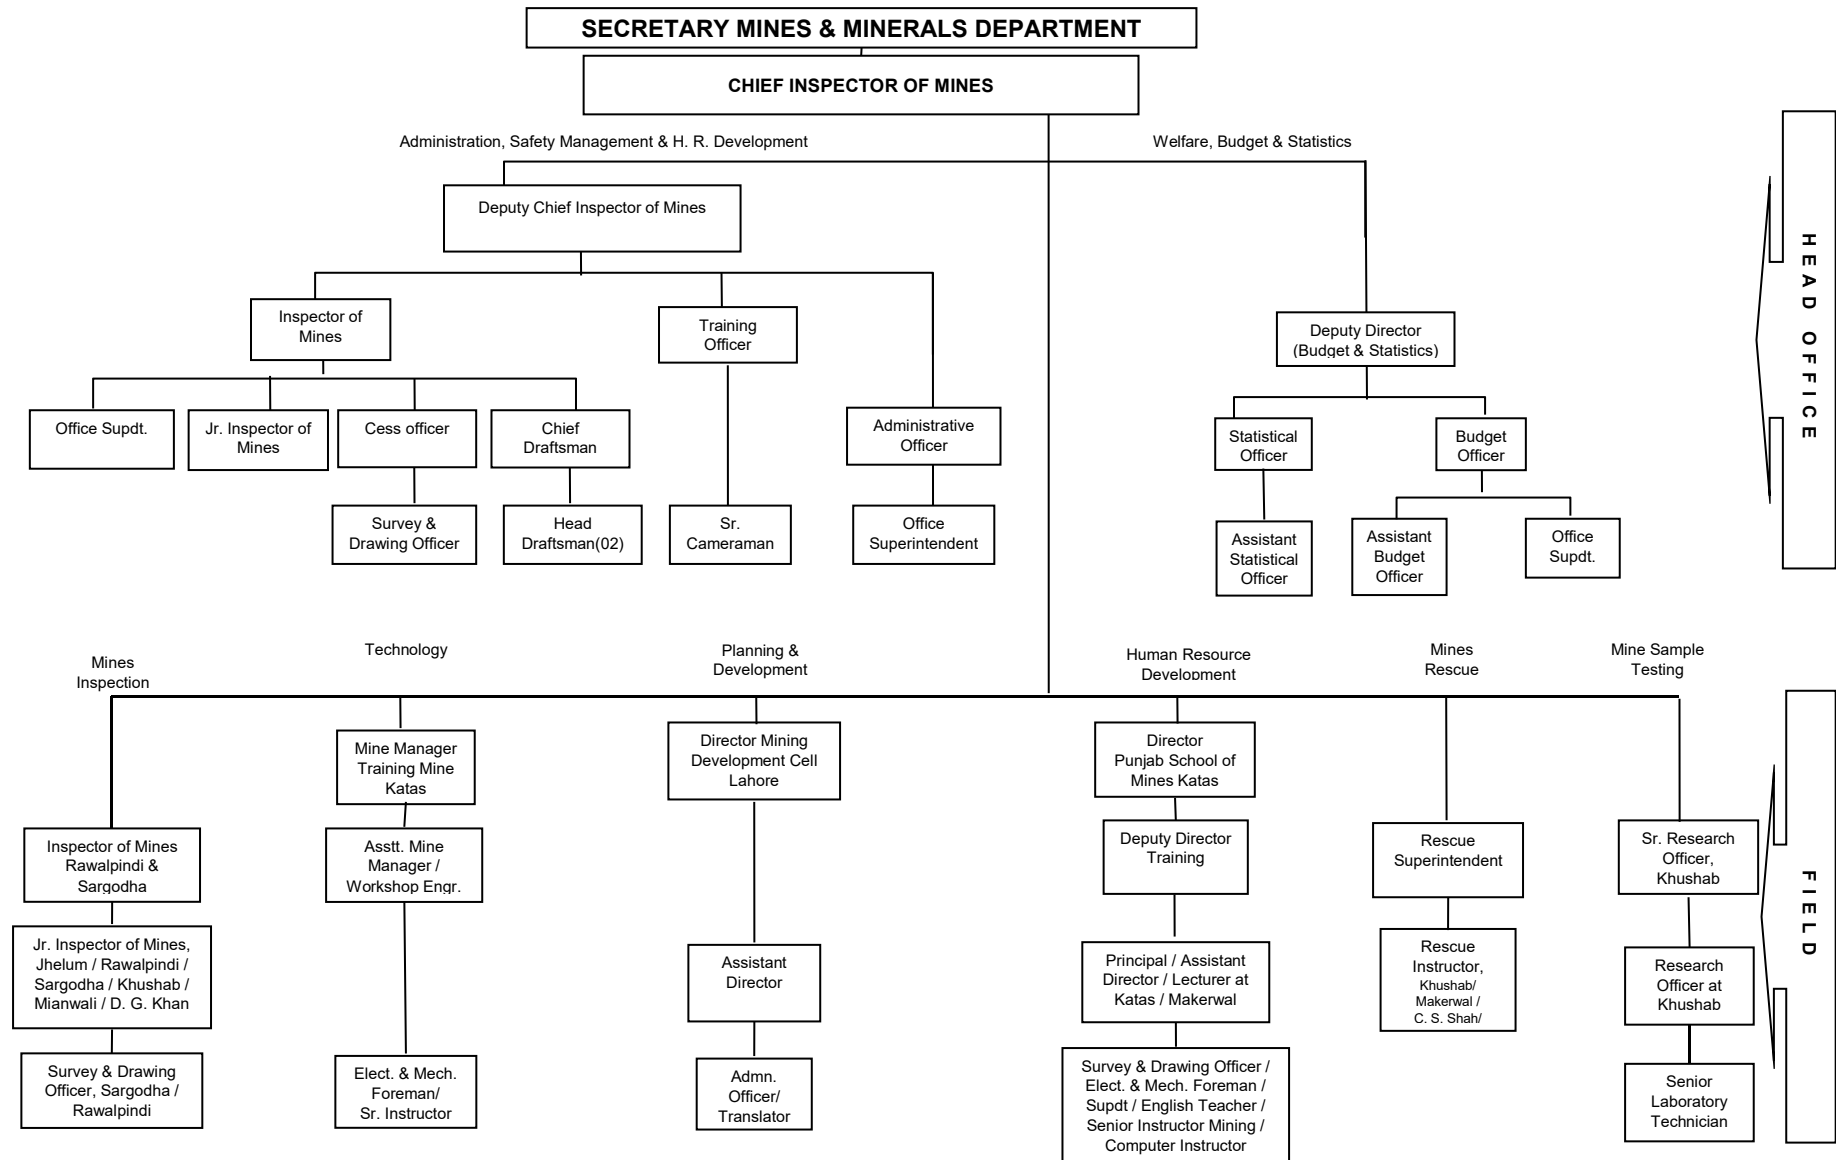 SECRETARY MINES & MINERALS DEPARTMENT
CHIEF INSPECTOR OF MINES
Administration, Safety Management & H. R. Development
Welfare, Budget & Statistics
Deputy Chief Inspector of Mines
Inspector of
Mines
Training
Officer
Deputy Director
(Budget & Statistics)
Office Supdt.
Jr. Inspector of
Mines
Cess officer
Chief
Draftsman
Administrative
Officer
Statistical
Officer
Budget
Officer
Survey &
Drawing Officer
Head
Draftsman(02)
Sr.
Cameraman
Office
Superintendent
Assistant
Statistical
Officer
Assistant
Budget
Officer
Office
Supdt.
HEAD OFFICE
Mines
Inspection
Technology
Planning &
Development
Human Resource
Development
Mines
Rescue
Mine Sample
Testing
Mine Manager
Training Mine
Katas
Director Mining
Development Cell
Lahore
Director
Punjab School of
Mines Katas
Inspector of Mines
Rawalpindi &
Sargodha
Asstt. Mine
Manager /
Workshop Engr.
Deputy Director
Training
Rescue
Superintendent
Sr. Research
Officer,
Khushab
Jr. Inspector of Mines,
Jhelum / Rawalpindi /
Sargodha / Khushab /
Mianwali / D. G. Khan
Assistant
Director
Principal / Assistant
Director / Lecturer at
Katas / Makerwal
Rescue
Instructor,
Khushab/
Makerwal /
C. S. Shah/
Research
Officer at
Khushab
Survey & Drawing
Officer, Sargodha /
Rawalpindi
Elect. & Mech.
Foreman/
Sr. Instructor
Admn.
Officer/
Translator
Survey & Drawing Officer /
Elect. & Mech. Foreman /
Supdt / English Teacher /
Senior Instructor Mining /
Computer Instructor
Senior
Laboratory
Technician
FIELD